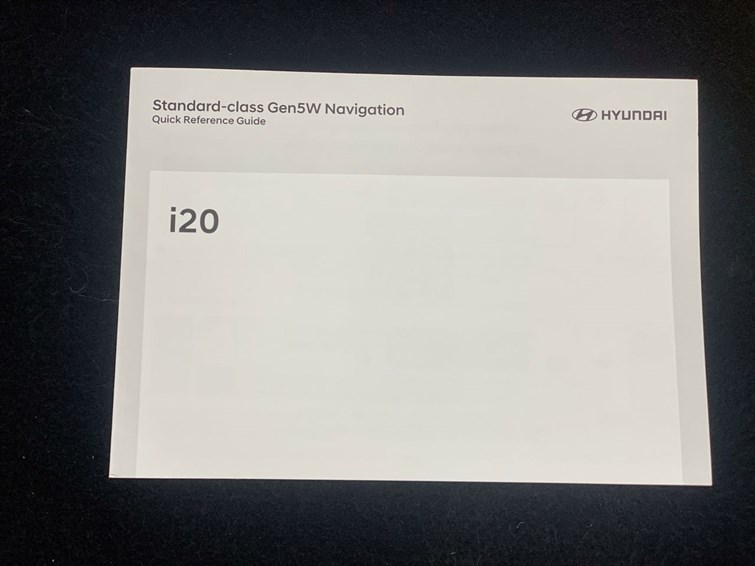 Standard-class Gen5W Navigation
Quick Reference Guide
HYUNDAI
i20